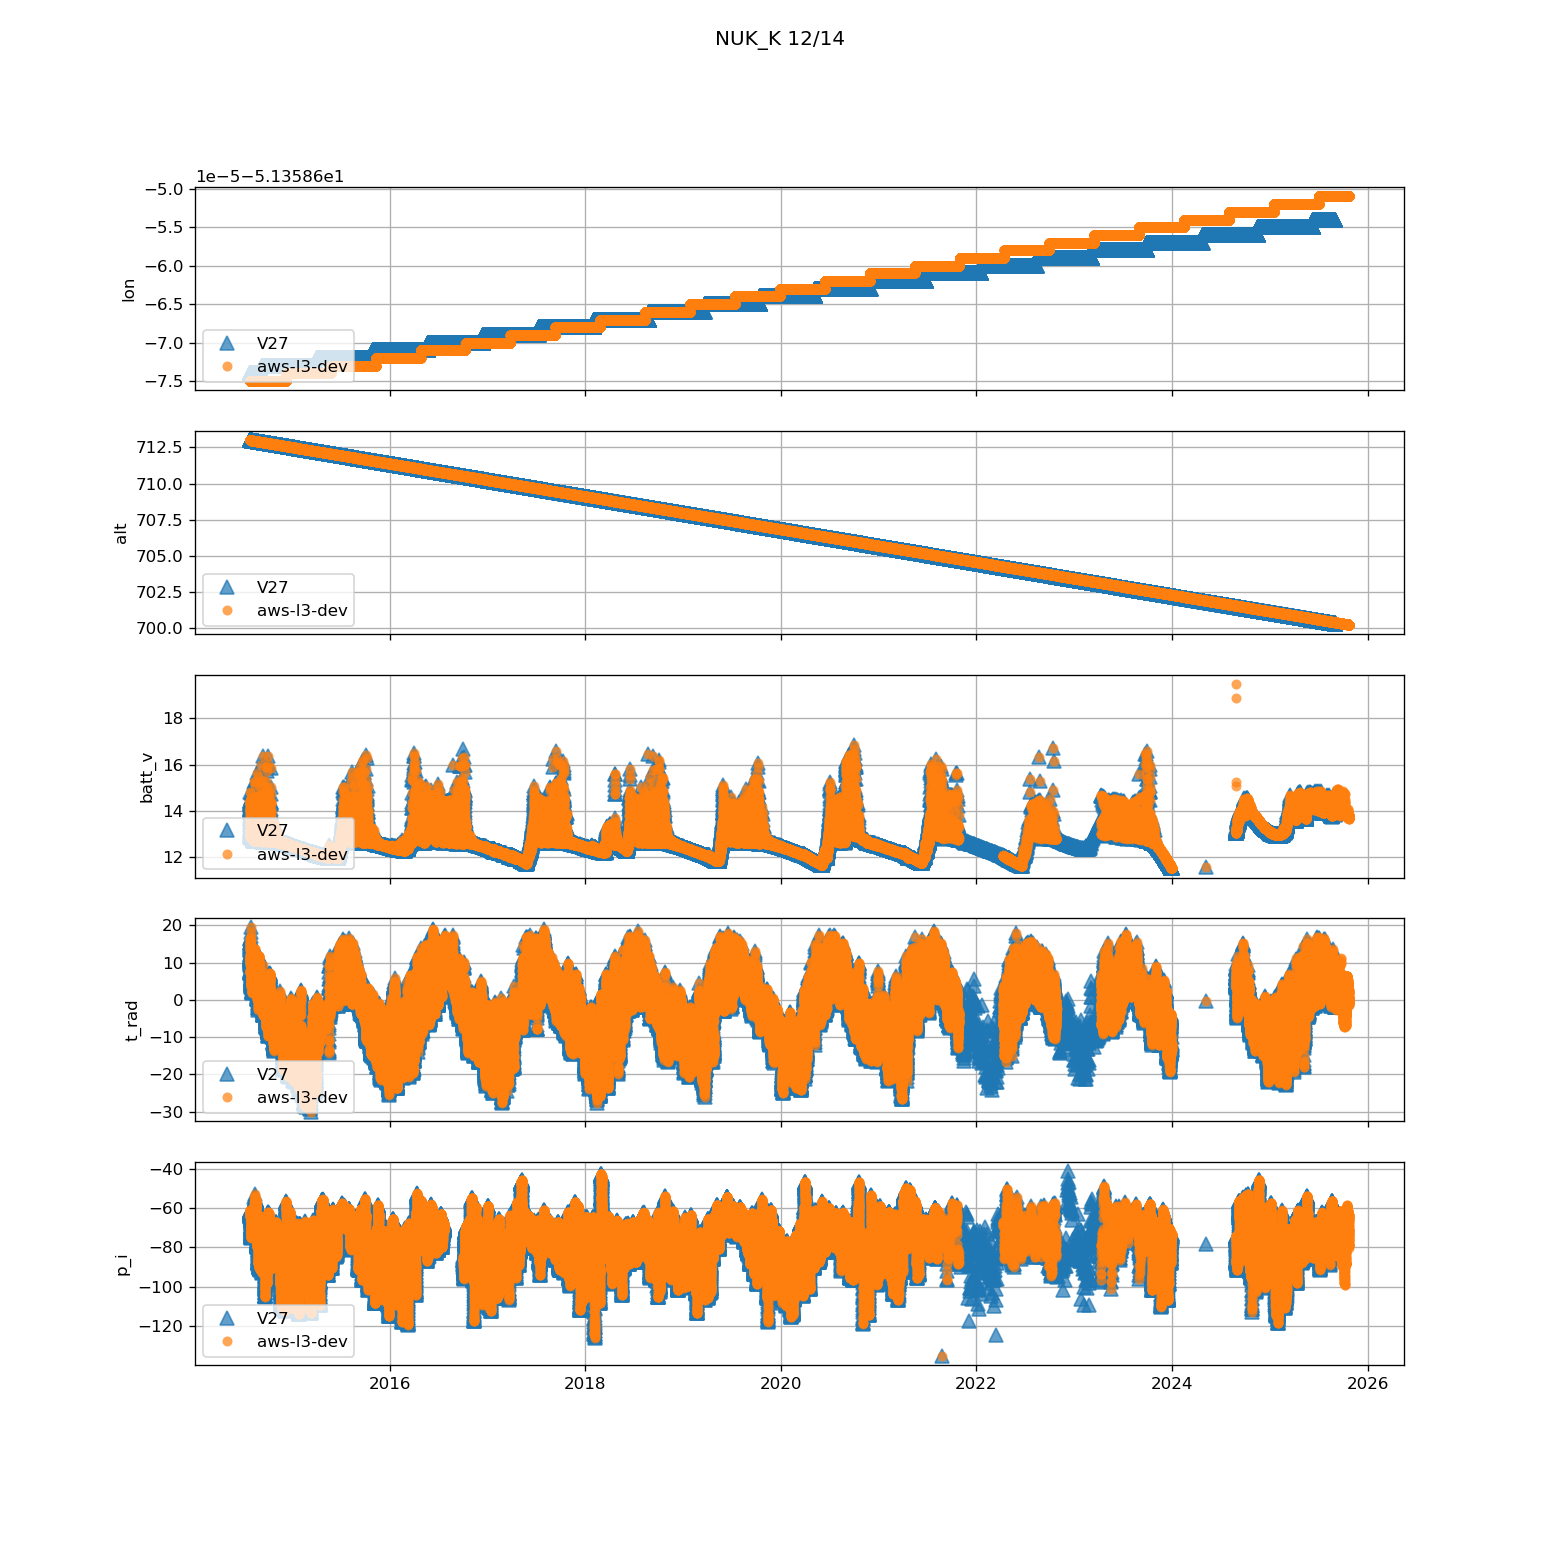 NUK_K 12/14
1e−5−5.13586e1
−5.0
−5.5
−6.0
−6.5
−7.0
−7.5
lon
V27
aws-l3-dev
712.5
710.0
707.5
705.0
702.5
700.0
alt
V27
aws-l3-dev
18
16
14
12
batt_v
V27
aws-l3-dev
20
10
0
−10
−20
−30
t_rad
V27
aws-l3-dev
−40
−60
−80
−100
−120
p_i
V27
aws-l3-dev
2016 2018 2020 2022 2024 2026